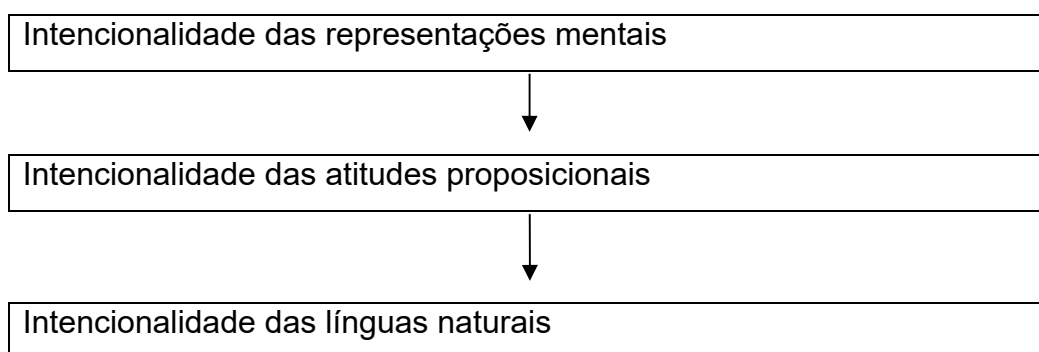 Intencionalidade das representações mentais
Intencionalidade das atitudes proposicionais
Intencionalidade das línguas naturais